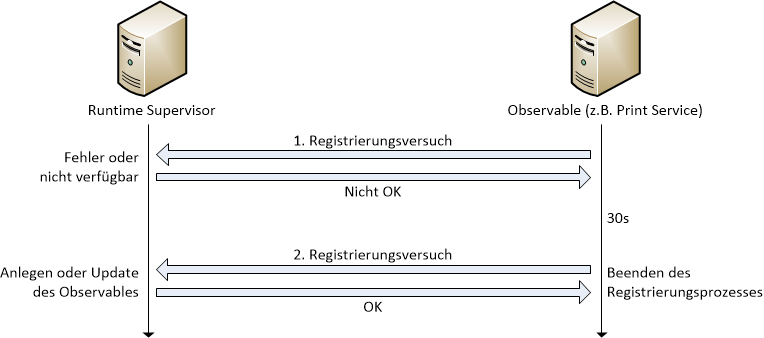 Runtime Supervisor
Observable (z.B. Print Service)
1. Registrierungsversuch
Fehler oder
nicht verfügbar
Nicht OK
30s
2. Registrierungsversuch
Anlegen oder Update
des Observables
Beenden des
Registrierungsprozesses
OK